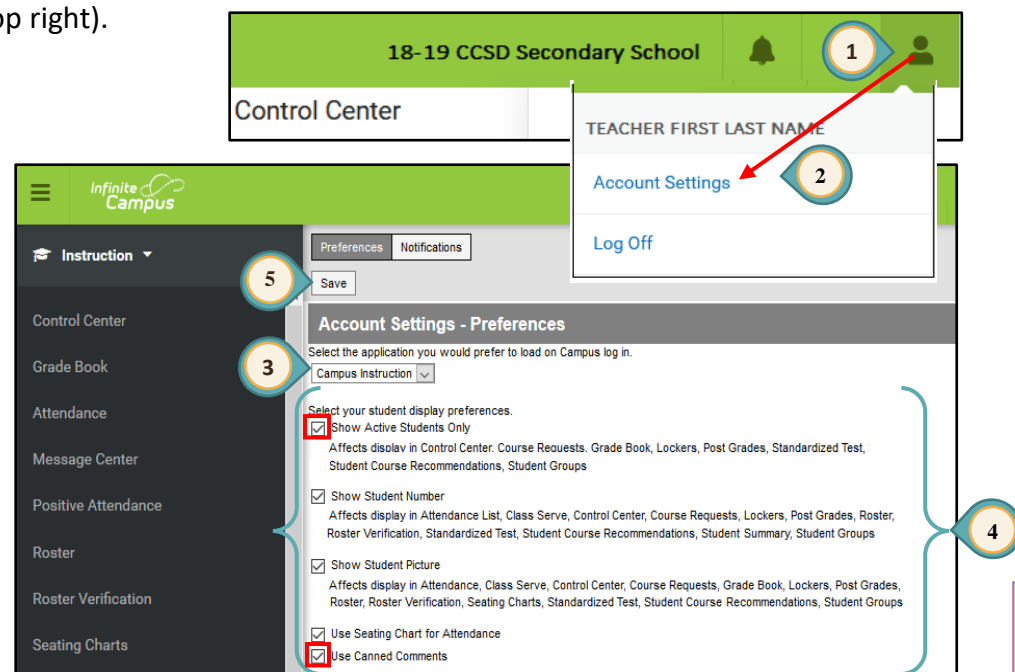 op right).
18-19 CCSD Secondary School
1
Control Center
TEACHER FIRST LAST NAME
Account Settings
2
Log Off
Infinite
Campus
Instruction
Preferences Notifications
5
Save
Control Center
Account Settings - Preferences
Select the application you would prefer to load on Campus log in.
Grade Book
3
Campus Instruction
Attendance
Select your student display preferences.
Show Active Students Only
Affects display in Control Center. Course Requests. Grade Book, Lockers, Post Grades, Standardized Test,
Student Course Recommendations, Student Groups
Message Center
Show Student Number
Affects display in Attendance List, Class Serve, Control Center, Course Requests, Lockers, Post Grades, Roster,
Roster Verification, Standardized Test, Student Course Recommendations, Student Summary, Student Groups
Positive Attendance
4
Roster
Show Student Picture
Affects display in Attendance, Class Serve, Control Center, Course Requests, Grade Book, Lockers, Post Grades,
Roster, Roster Verification, Seating Charts, Standardized Test, Student Course Recommendations, Student Groups
Roster Verification
Use Seating Chart for Attendance
Seating Charts
Use Canned Comments